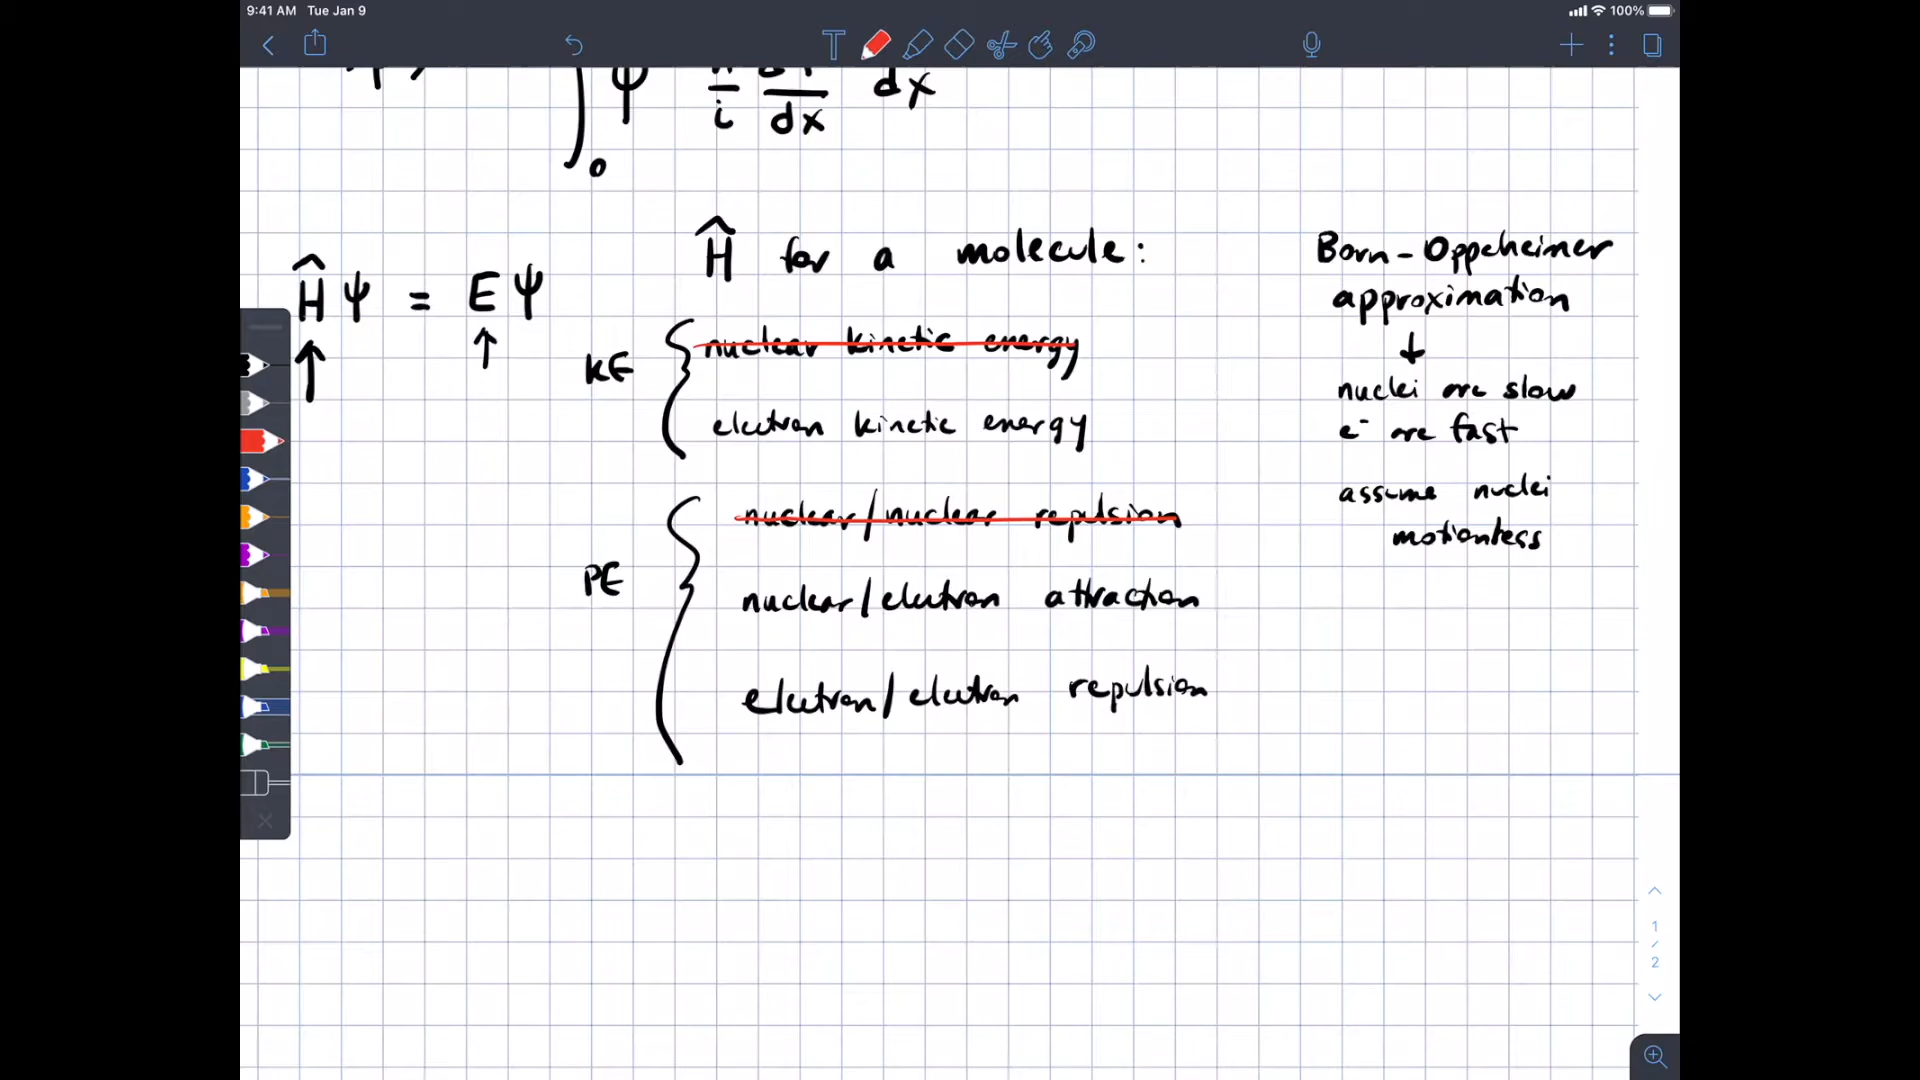 9:41 AM Tue Jan 9
100%
ψ ħ/i d/dx dx
0
Ĥ for a molecule:
Born-Oppeheimer
approximation
Ĥψ = Eψ
nuclear kinetic energy
KE
nuclei are slow
electron kinetic energy
e⁻ are fast
assume nuclei
nuclear/nuclear repulsion
motionless
PE
nuclear/electron attraction
electron/electron repulsion
1
/
2